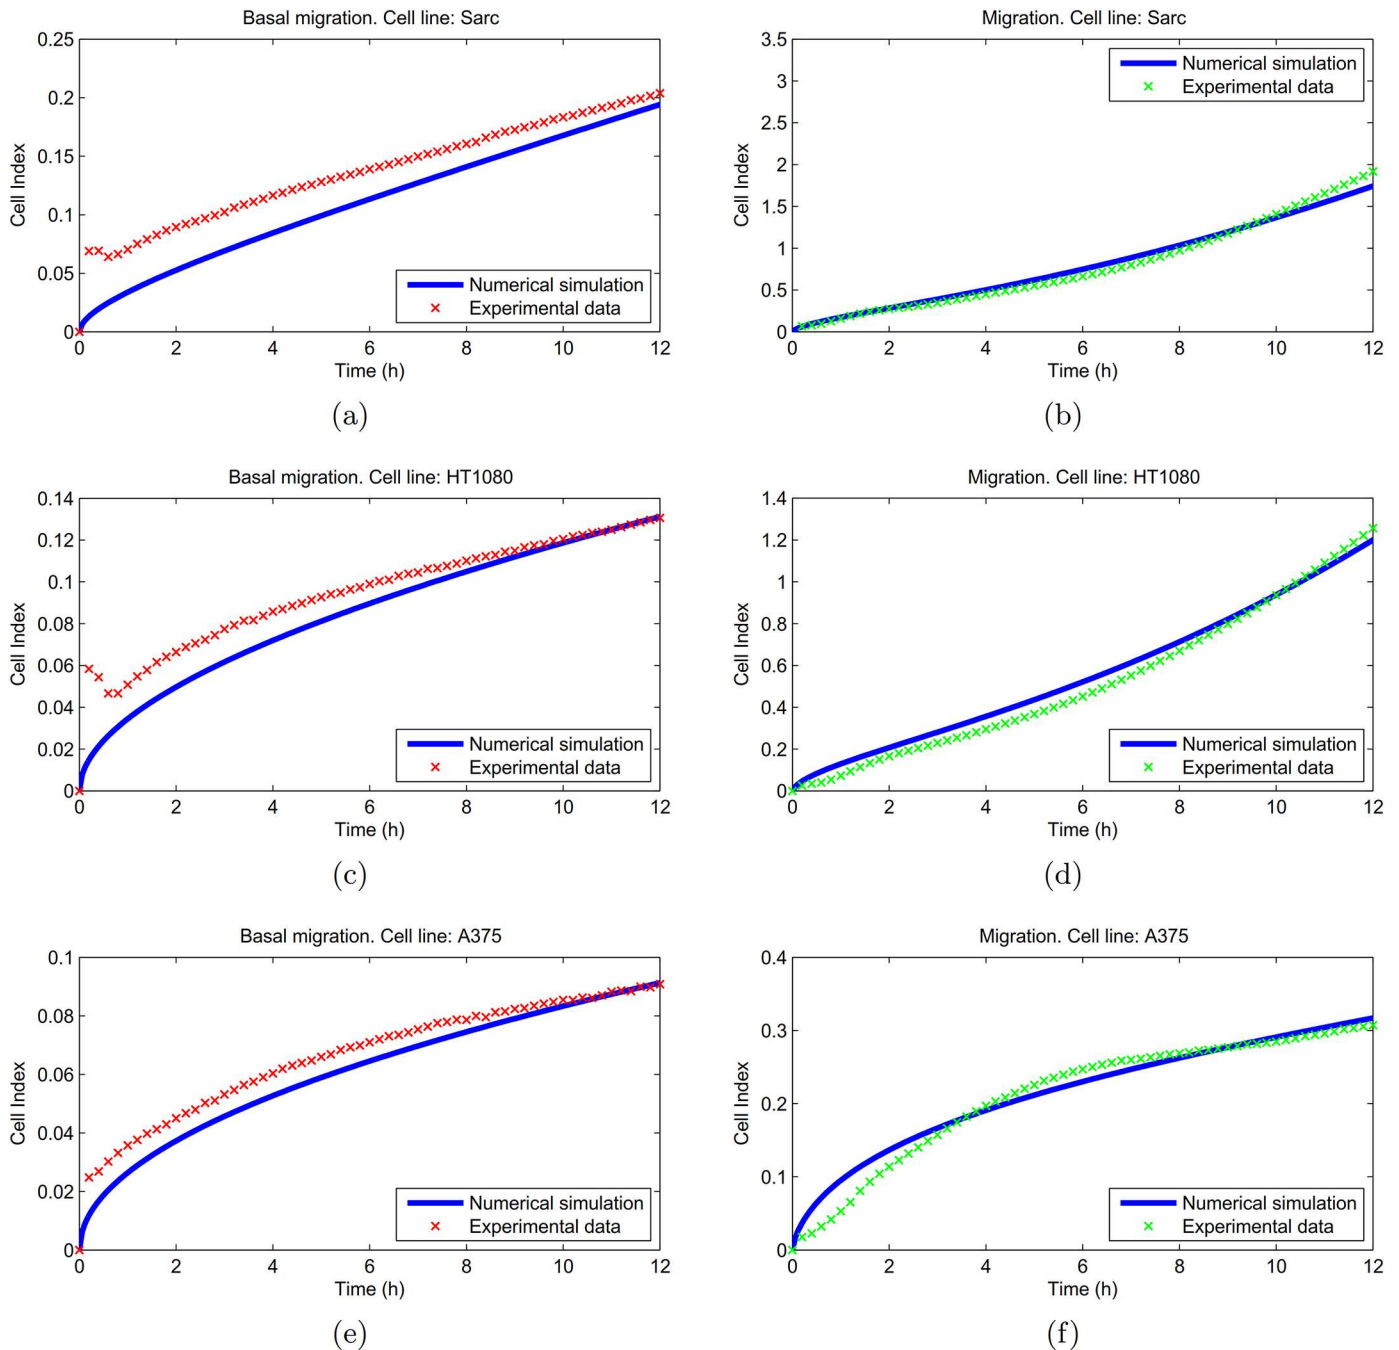 Basal migration. Cell line: Sarc
0.25
0.2
0.15
0.1
0.05
0
Cell Index
0 2 4 6 8 10 12
Time (h)
Numerical simulation
Experimental data
(a)
Migration. Cell line: Sarc
3.5
3
2.5
2
1.5
1
0.5
0
Cell Index
0 2 4 6 8 10 12
Time (h)
Numerical simulation
Experimental data
(b)
Basal migration. Cell line: HT1080
0.14
0.12
0.1
0.08
0.06
0.04
0.02
0
Cell Index
0 2 4 6 8 10 12
Time (h)
Numerical simulation
Experimental data
(c)
Migration. Cell line: HT1080
1.4
1.2
1
0.8
0.6
0.4
0.2
0
Cell Index
0 2 4 6 8 10 12
Time (h)
Numerical simulation
Experimental data
(d)
Basal migration. Cell line: A375
0.1
0.08
0.06
0.04
0.02
0
Cell Index
0 2 4 6 8 10 12
Time (h)
Numerical simulation
Experimental data
(e)
Migration. Cell line: A375
0.4
0.3
0.2
0.1
0
Cell Index
0 2 4 6 8 10 12
Time (h)
Numerical simulation
Experimental data
(f)